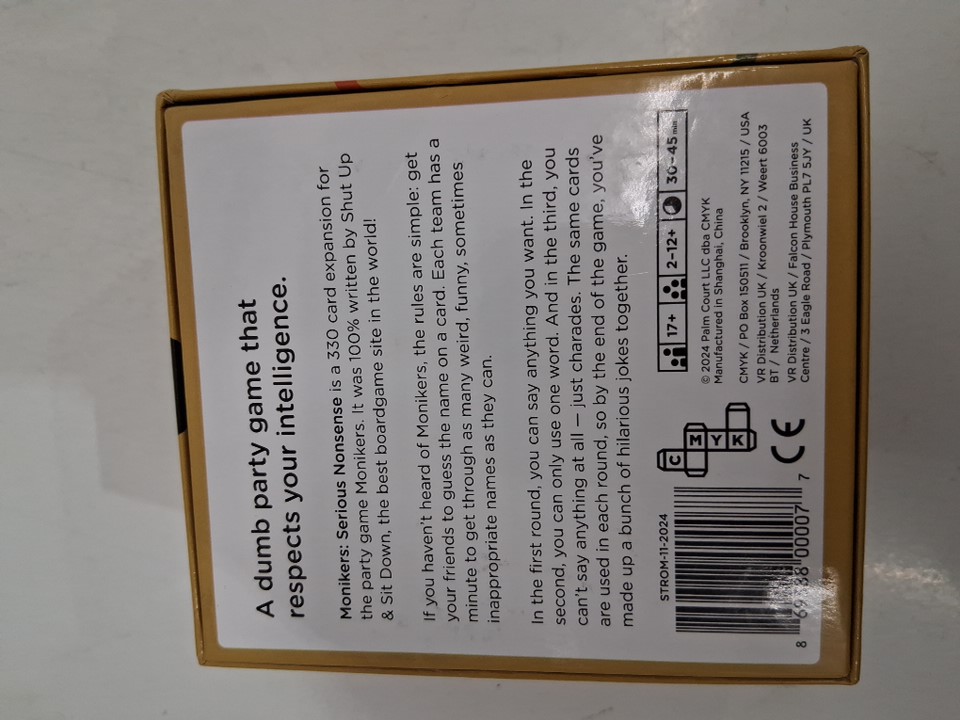 A dumb party game that
respects your intelligence.
Monikers: Serious Nonsense is a 330 card expansion for
the party game Monikers. It was 100% written by Shut Up
& Sit Down, the best boardgame site in the world!
If you haven't heard of Monikers, the rules are simple: get
your friends to guess the name on a card. Each team has a
minute to get through as many weird, funny, sometimes
inappropriate names as they can.
In the first round, you can say anything you want. In the
second, you can only use one word. And in the third, you
can't say anything at all — just charades. The same cards
are used in each round, so by the end of the game, you've
made up a bunch of hilarious jokes together.
STROM-11-2024
8 69838 00007 7
C
M
Y
K
CE
17+ 2-12+ 30-45 min
© 2024 Palm Court LLC dba CMYK
Manufactured in Shanghai, China
CMYK / PO Box 150511 / Brooklyn, NY 11215 / USA
VR Distribution UK / Kroonwiel 2 / Weert 6003
BT / Netherlands
VR Distribution UK / Falcon House Business
Centre / 3 Eagle Road / Plymouth PL7 5JY / UK